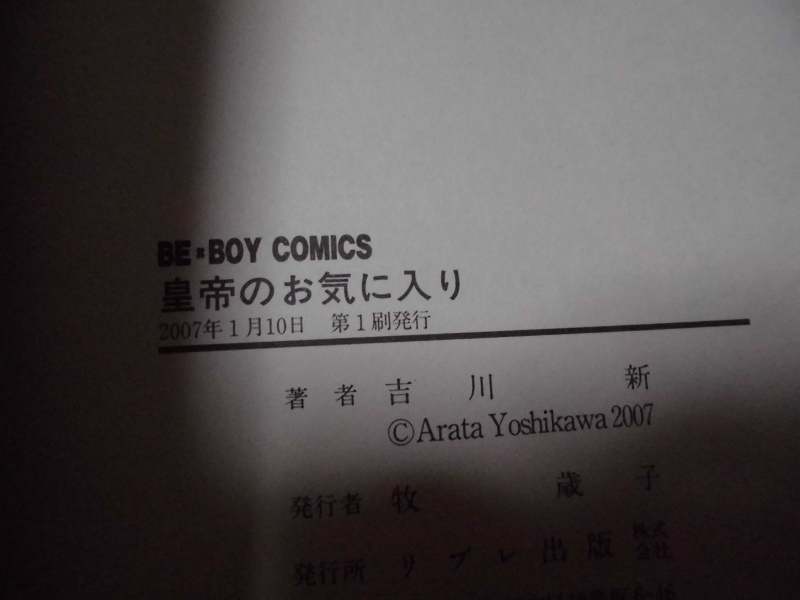 BE×BOY COMICS
皇帝のお気に入り
2007年1月10日 第1刷発行
著者 吉川 新
©Arata Yoshikawa 2007
発行者 牧 歳子
発行所 リブレ出版 株式会社